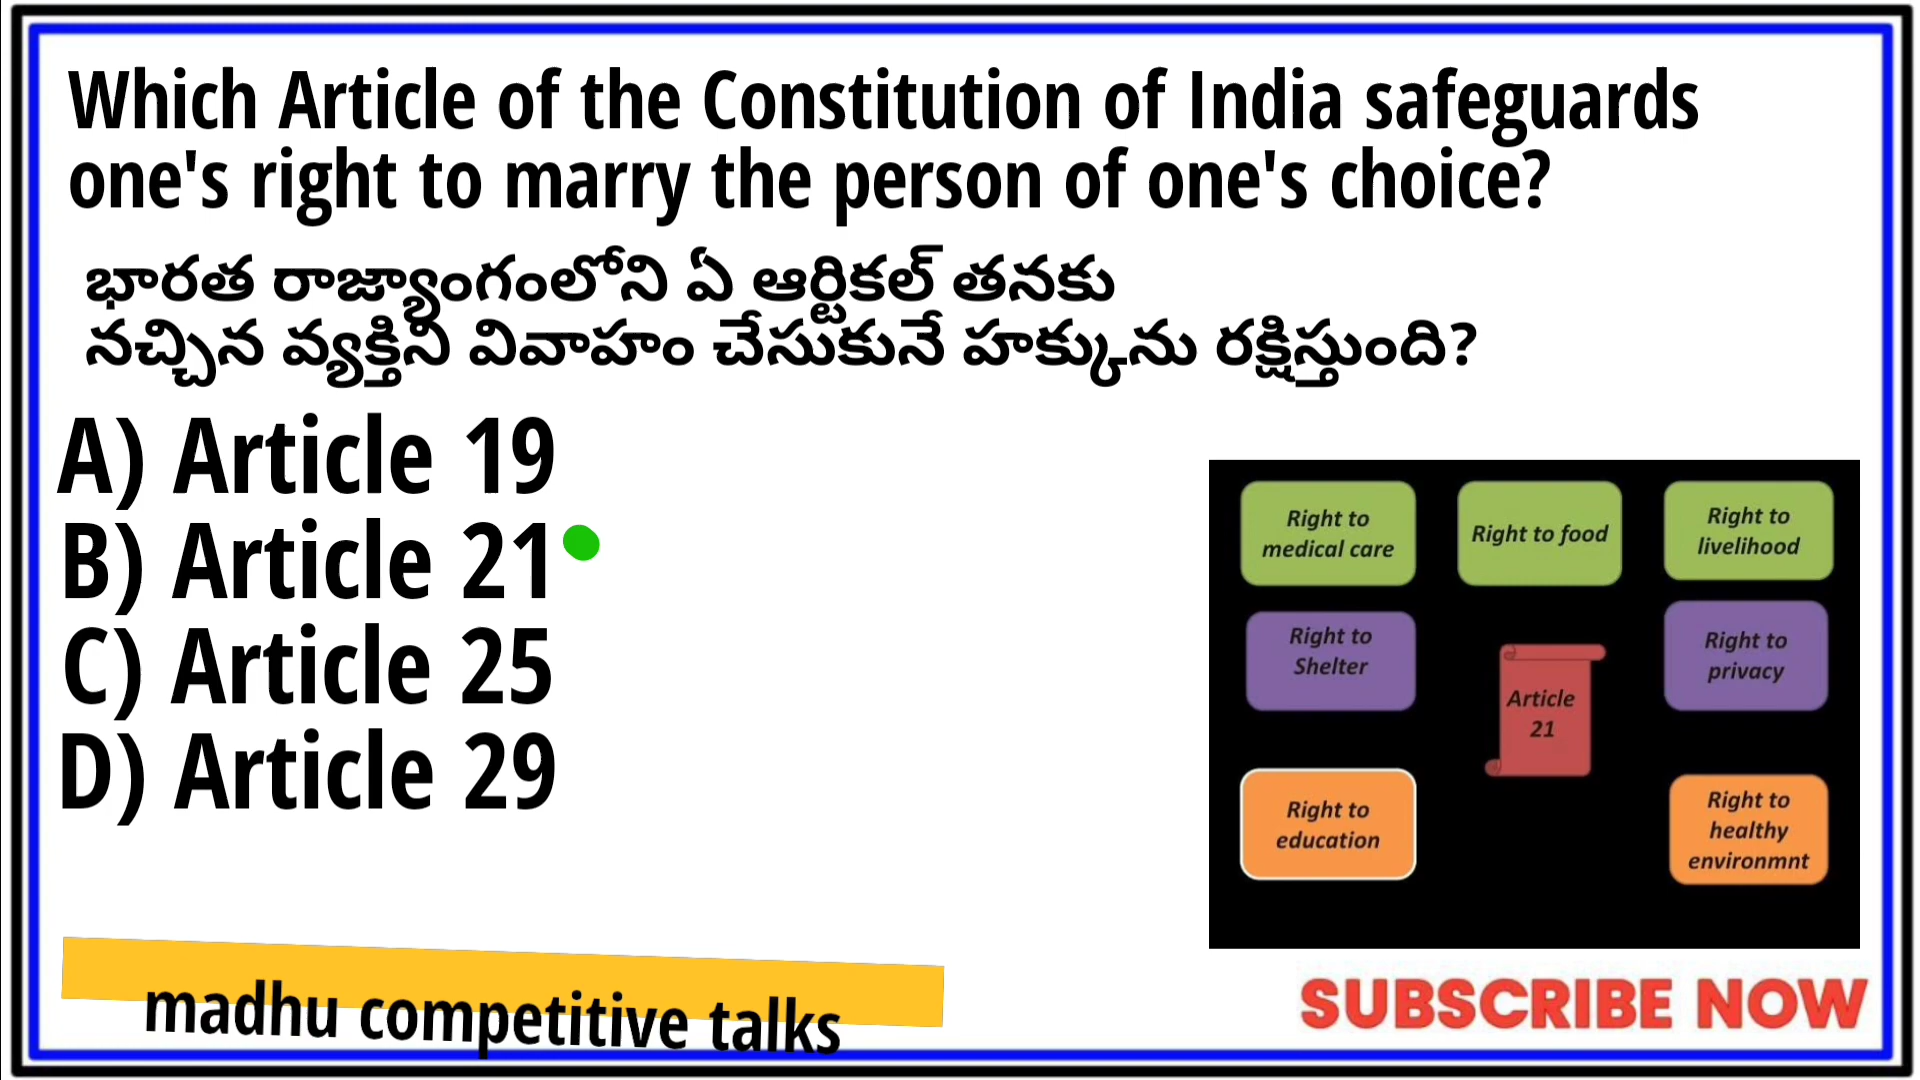 Which Article of the Constitution of India safeguards
one's right to marry the person of one's choice?
భారత రాజ్యాంగంలోని ఏ ఆర్టికల్ తనకు
నచ్చిన వ్యక్తిని వివాహం చేసుకునే హక్కును రక్షిస్తుంది?
A) Article 19
B) Article 21
C) Article 25
D) Article 29
Right to
medical care
Right to food
Right to
livelihood
Right to
Shelter
Article
21
Right to
privacy
Right to
education
Right to
healthy
environmnt
madhu competitive talks
SUBSCRIBE NOW